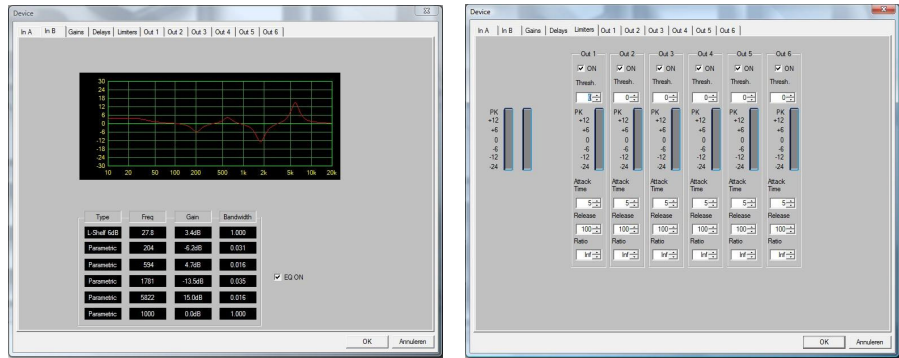 Device
In A In B Gains Delays Limiters Out 1 Out 2 Out 3 Out 4 Out 5 Out 6
30
24
18
12
6
0
-6
-12
-18
-24
-30
10 20 50 100 200 500 1k 2k 5k 10k 20k
Type Freq Gain Bandwidth
L-Shelf 6dB 27.8 3.4dB 1.000
Parametric 204 -6.2dB 0.031
Parametric 594 4.7dB 0.016
Parametric 1781 -13.5dB 0.035
Parametric 5822 15.0dB 0.016
Parametric 1000 0.0dB 1.000
EQ ON
OK Annuleren
Device
In A In B Gains Delays Limiters Out 1 Out 2 Out 3 Out 4 Out 5 Out 6
Out 1 Out 2 Out 3 Out 4 Out 5 Out 6
ON ON ON ON ON ON
Thresh. Thresh. Thresh. Thresh. Thresh. Thresh.
0 0 0 0 0
PK PK PK PK PK PK PK
+12 +12 +12 +12 +12 +12 +12
+6 +6 +6 +6 +6 +6 +6
0 0 0 0 0 0 0
-6 -6 -6 -6 -6 -6 -6
-12 -12 -12 -12 -12 -12 -12
-24 -24 -24 -24 -24 -24 -24
Attack Attack Attack Attack Attack Attack
Time Time Time Time Time Time
5 5 5 5 5 5
Release Release Release Release Release Release
100 100 100 100 100 100
Ratio Ratio Ratio Ratio Ratio Ratio
Inf Inf Inf Inf Inf Inf
OK Annuleren